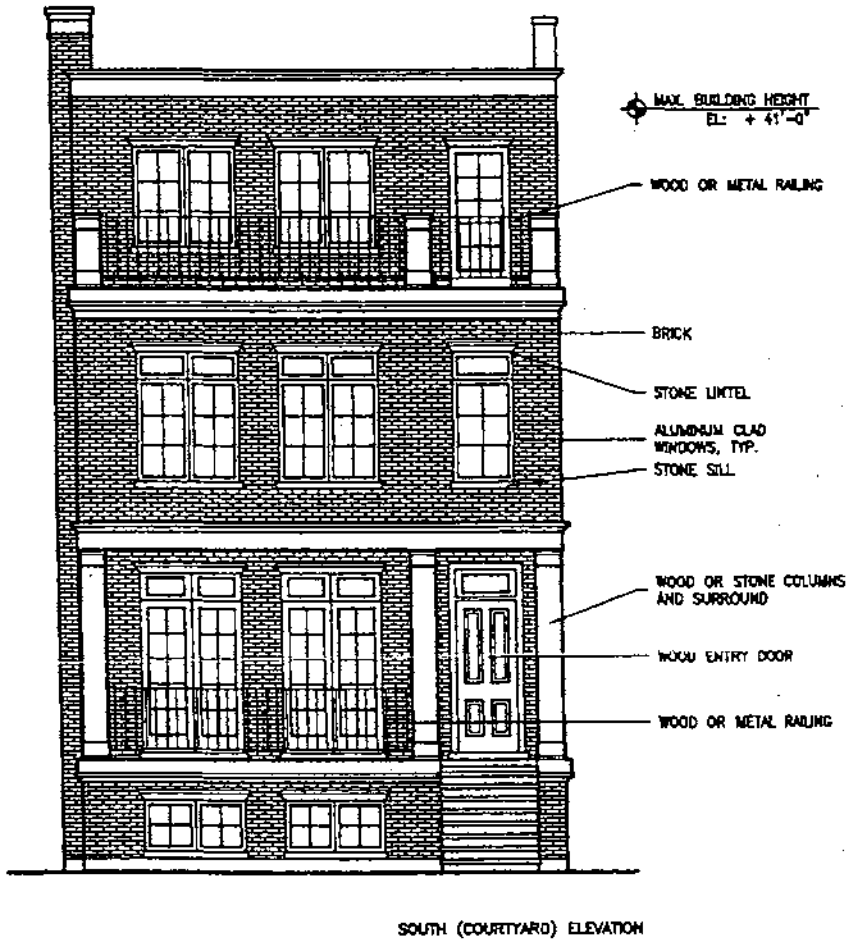 MAX. BUILDING HEIGHT
EL: + 41'-0"
WOOD OR METAL RAILING
BRICK
STONE LINTEL
ALUMINUM CLAD
WINDOWS, TYP.
STONE SILL
WOOD OR STONE COLUMNS
AND SURROUND
WOOD ENTRY DOOR
WOOD OR METAL RAILING
SOUTH (COURTYARD) ELEVATION